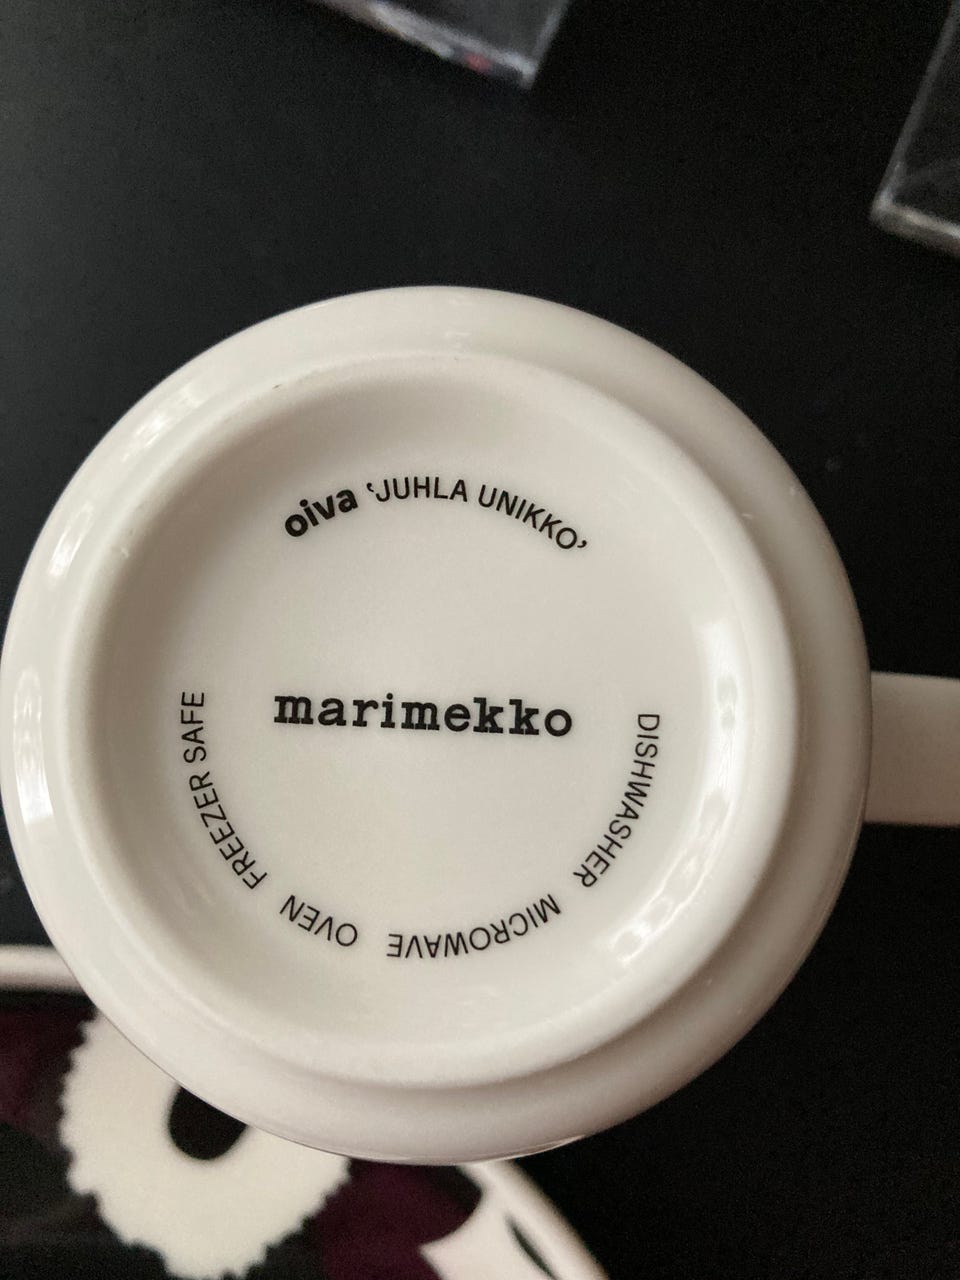 oiva ‘JUHLA UNIKKO’
marimekko
DISHWASHER MICROWAVE OVEN FREEZER SAFE